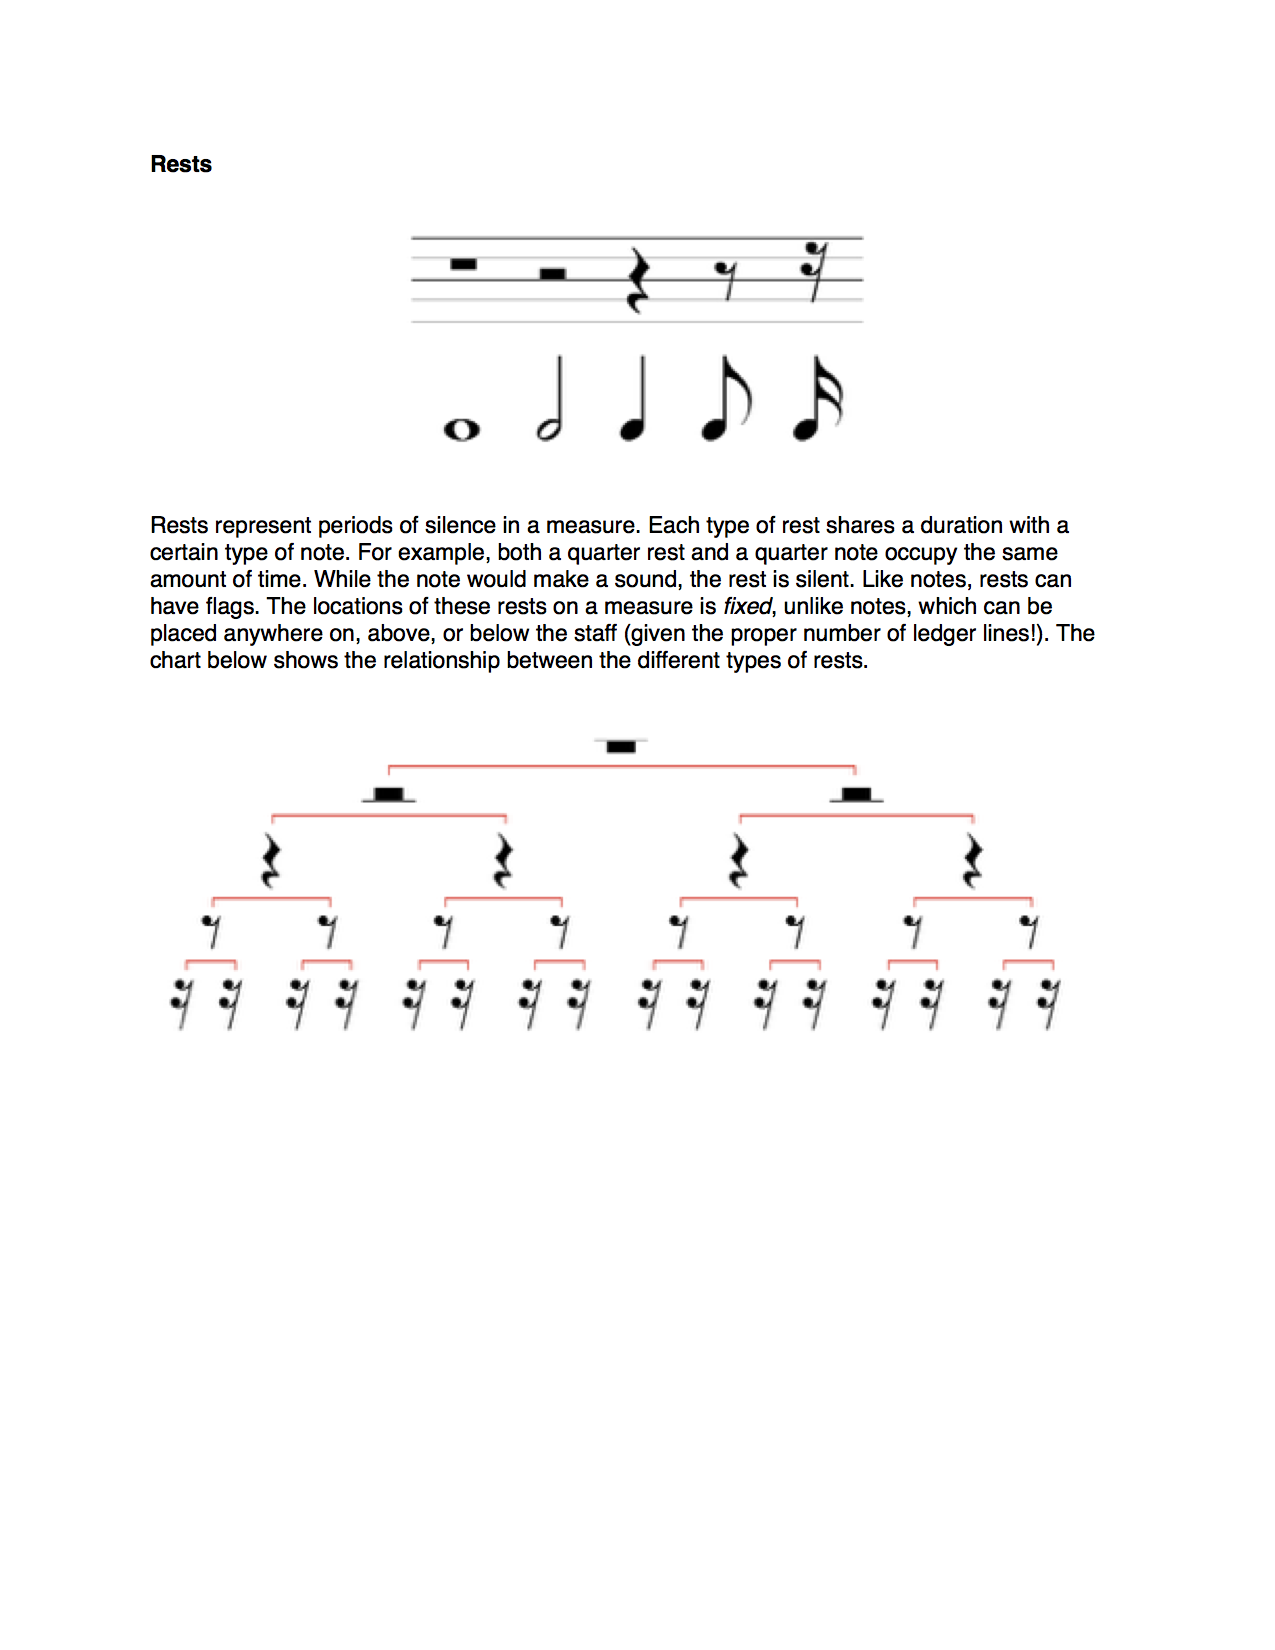 Rests
Rests represent periods of silence in a measure. Each type of rest shares a duration with a
certain type of note. For example, both a quarter rest and a quarter note occupy the same
amount of time. While the note would make a sound, the rest is silent. Like notes, rests can
have flags. The locations of these rests on a measure is fixed, unlike notes, which can be
placed anywhere on, above, or below the staff (given the proper number of ledger lines!). The
chart below shows the relationship between the different types of rests.